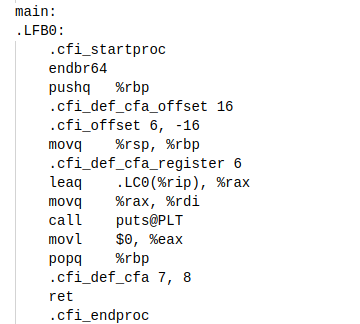 main:
.LFB0:
    .cfi_startproc
    endbr64
    pushq   %rbp
    .cfi_def_cfa_offset 16
    .cfi_offset 6, -16
    movq    %rsp, %rbp
    .cfi_def_cfa_register 6
    leaq    .LC0(%rip), %rax
    movq    %rax, %rdi
    call    puts@PLT
    movl    $0, %eax
    popq    %rbp
    .cfi_def_cfa 7, 8
    ret
    .cfi_endproc